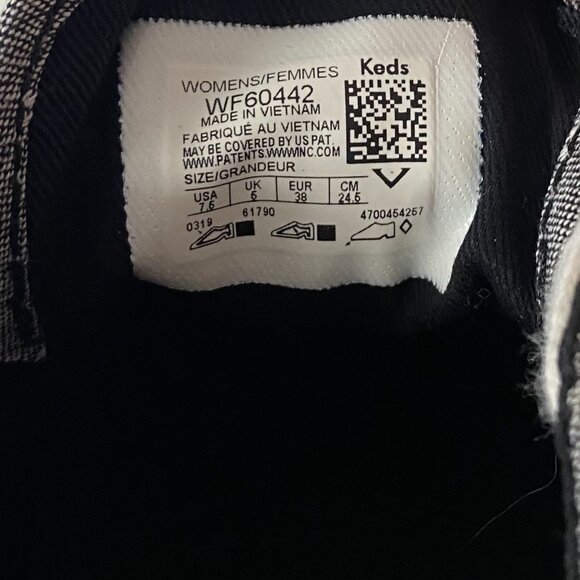 Keds
WOMENS/FEMMES
WF60442
MADE IN VIETNAM
FABRIQUÉ AU VIETNAM
MAY BE COVERED BY US PAT.
WWW.PATENTS.WWWINC.COM
SIZE/GRANDEUR
USA UK EUR CM
7.5 5 38 24.5
0319 61790 4700454257